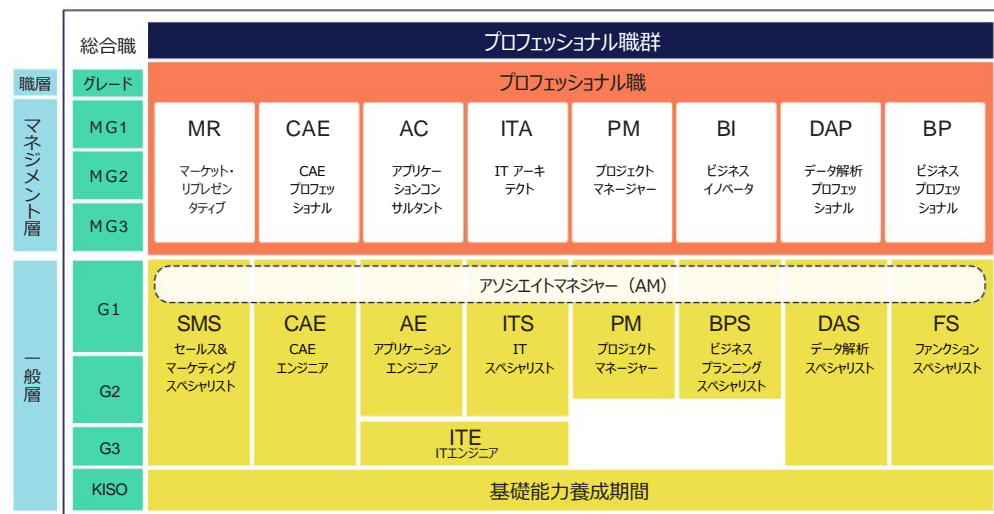 総合職
プロフェッショナル職群
職層
グレード
プロフェッショナル職
マネジメント層
MG1
MG2
MG3
MR
マーケット・
リプレゼン
タティブ
CAE
CAE
プロフェッ
ショナル
AC
アプリケー
ションコン
サルタント
ITA
IT アーキ
テクト
PM
プロジェクト
マネージャー
BI
ビジネス
イノベータ
DAP
データ解析
プロフェッ
ショナル
BP
ビジネス
プロフェッ
ショナル
一般層
G1
G2
G3
KISO
アソシエイトマネジャー（AM）
SMS
セールス&
マーケティング
スペシャリスト
CAE
CAE
エンジニア
AE
アプリケーション
エンジニア
ITS
IT
スペシャリスト
PM
プロジェクト
マネージャー
BPS
ビジネス
プランニング
スペシャリスト
DAS
データ解析
スペシャリスト
FS
ファンクション
スペシャリスト
ITE
ITエンジニア
基礎能力養成期間